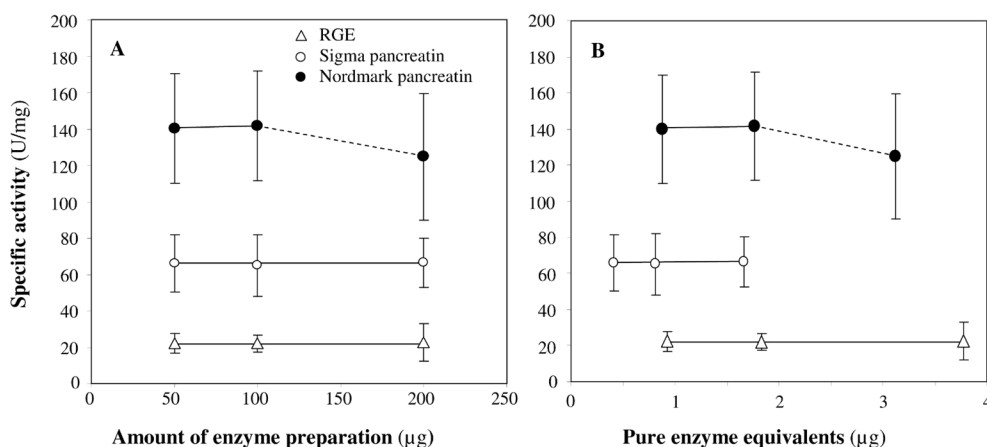 A
RGE
Sigma pancreatin
Nordmark pancreatin
200
180
160
140
120
100
80
60
40
20
0
0 50 100 150 200 250
Specific activity (U/mg)
Amount of enzyme preparation (µg)
B
200
180
160
140
120
100
80
60
40
20
0
0 1 2 3 4
Pure enzyme equivalents (µg)